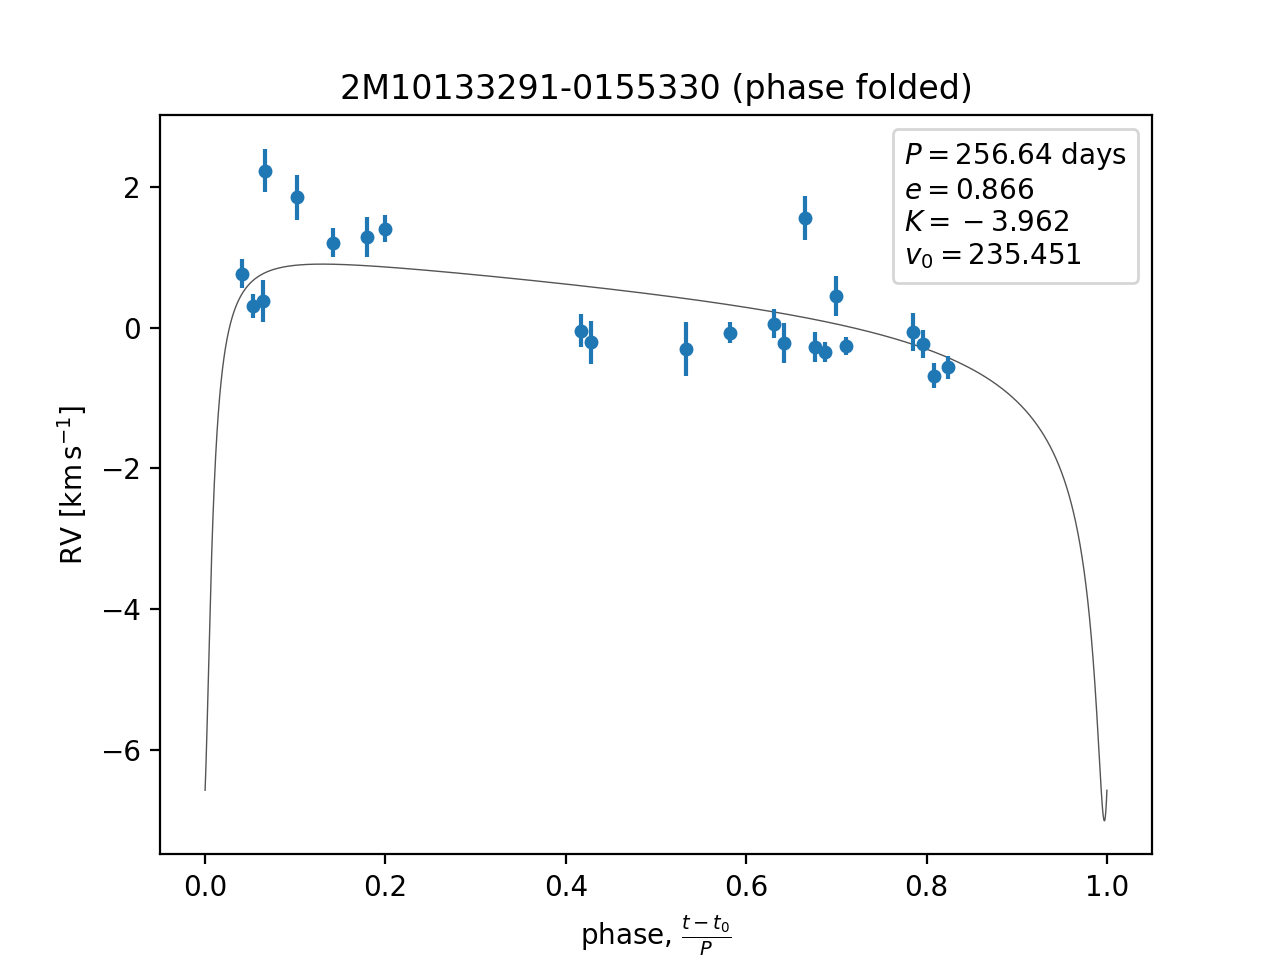 2M10133291-0155330 (phase folded)
P = 256.64 days
e = 0.866
K = −3.962
v₀ = 235.451
RV [km s⁻¹]
2
0
−2
−4
−6
0.0 0.2 0.4 0.6 0.8 1.0
phase, (t − t₀)/P